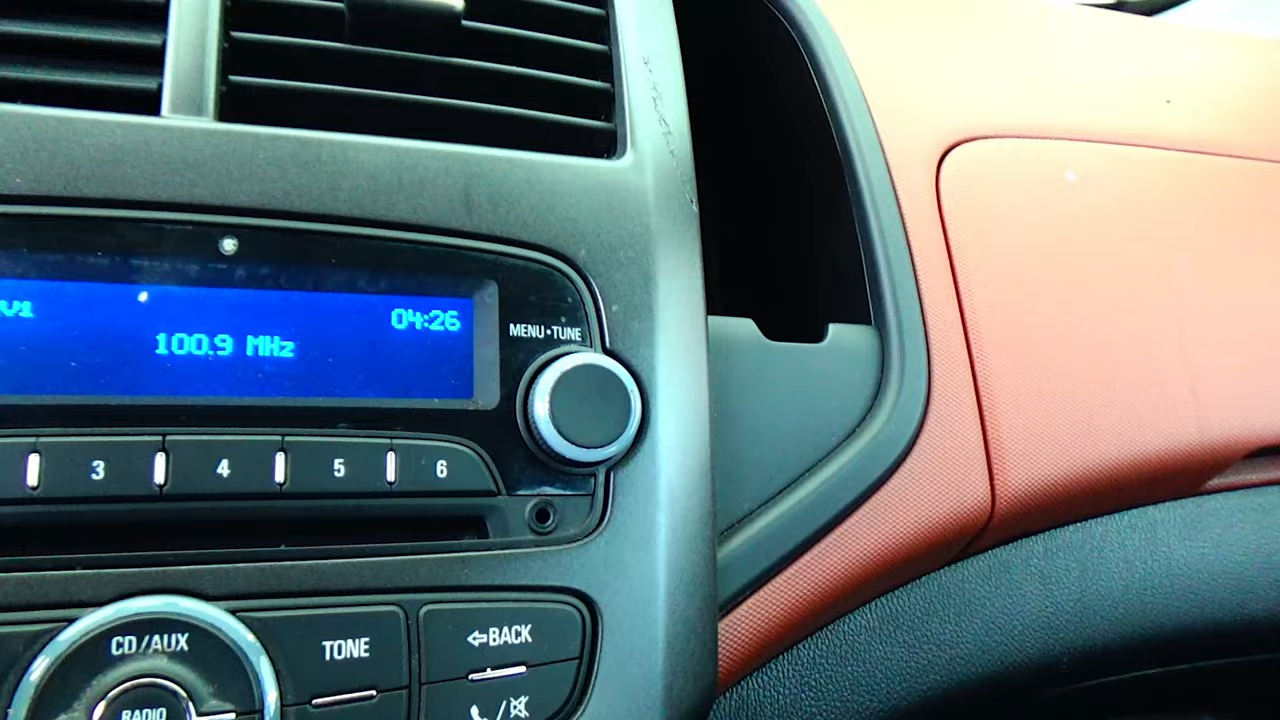 04:26
100.9 MHz
MENU•TUNE
3 4 5 6
CD/AUX
TONE
BACK
RADIO